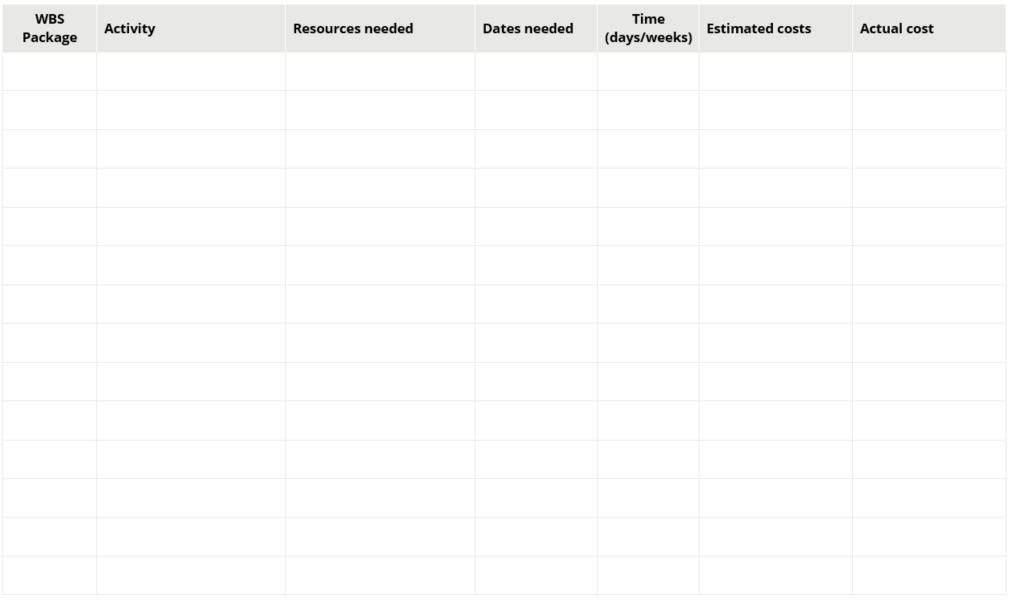 WBS Package
Activity
Resources needed
Dates needed
Time (days/weeks)
Estimated costs
Actual cost